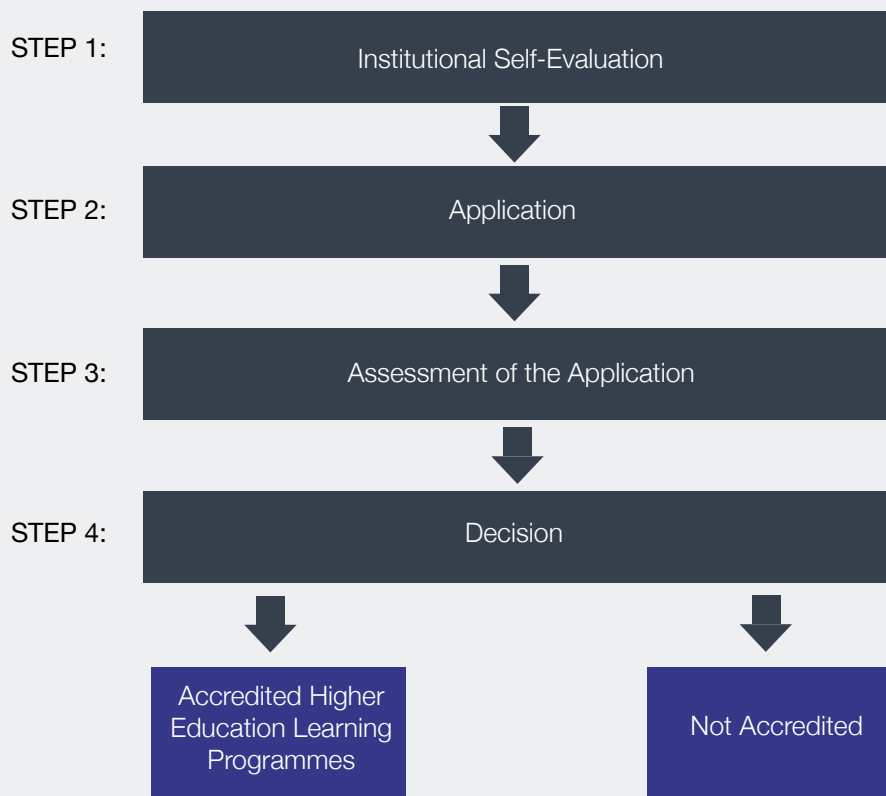 STEP 1:
Institutional Self-Evaluation
STEP 2:
Application
STEP 3:
Assessment of the Application
STEP 4:
Decision
Accredited Higher
Education Learning
Programmes
Not Accredited